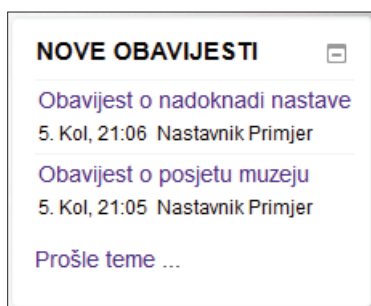 NOVE OBAVIJESTI
Obavijest o nadoknadi nastave
5. Kol, 21:06 Nastavnik Primjer
Obavijest o posjetu muzeju
5. Kol, 21:05 Nastavnik Primjer
Prošle teme ...